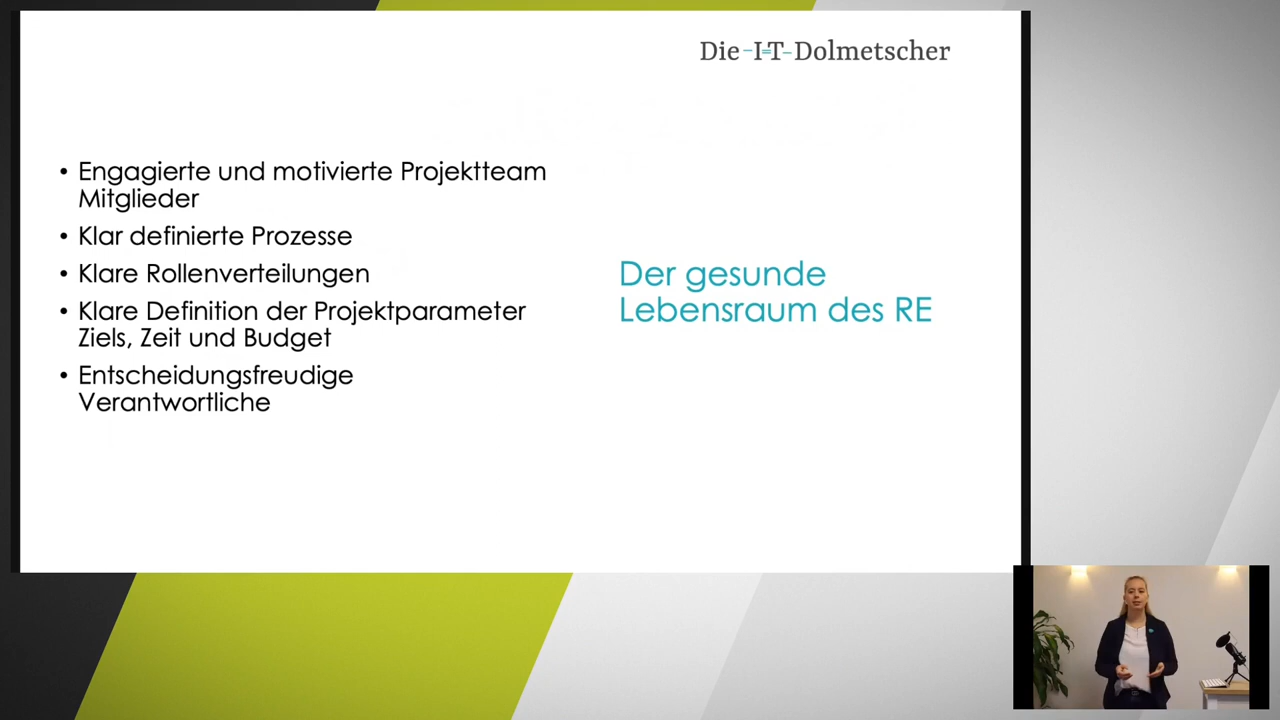 Die-I-T-Dolmetscher
• Engagierte und motivierte Projektteam
Mitglieder
• Klar definierte Prozesse
• Klare Rollenverteilungen
• Klare Definition der Projektparameter
Ziels, Zeit und Budget
• Entscheidungsfreudige
Verantwortliche
Der gesunde
Lebensraum des RE